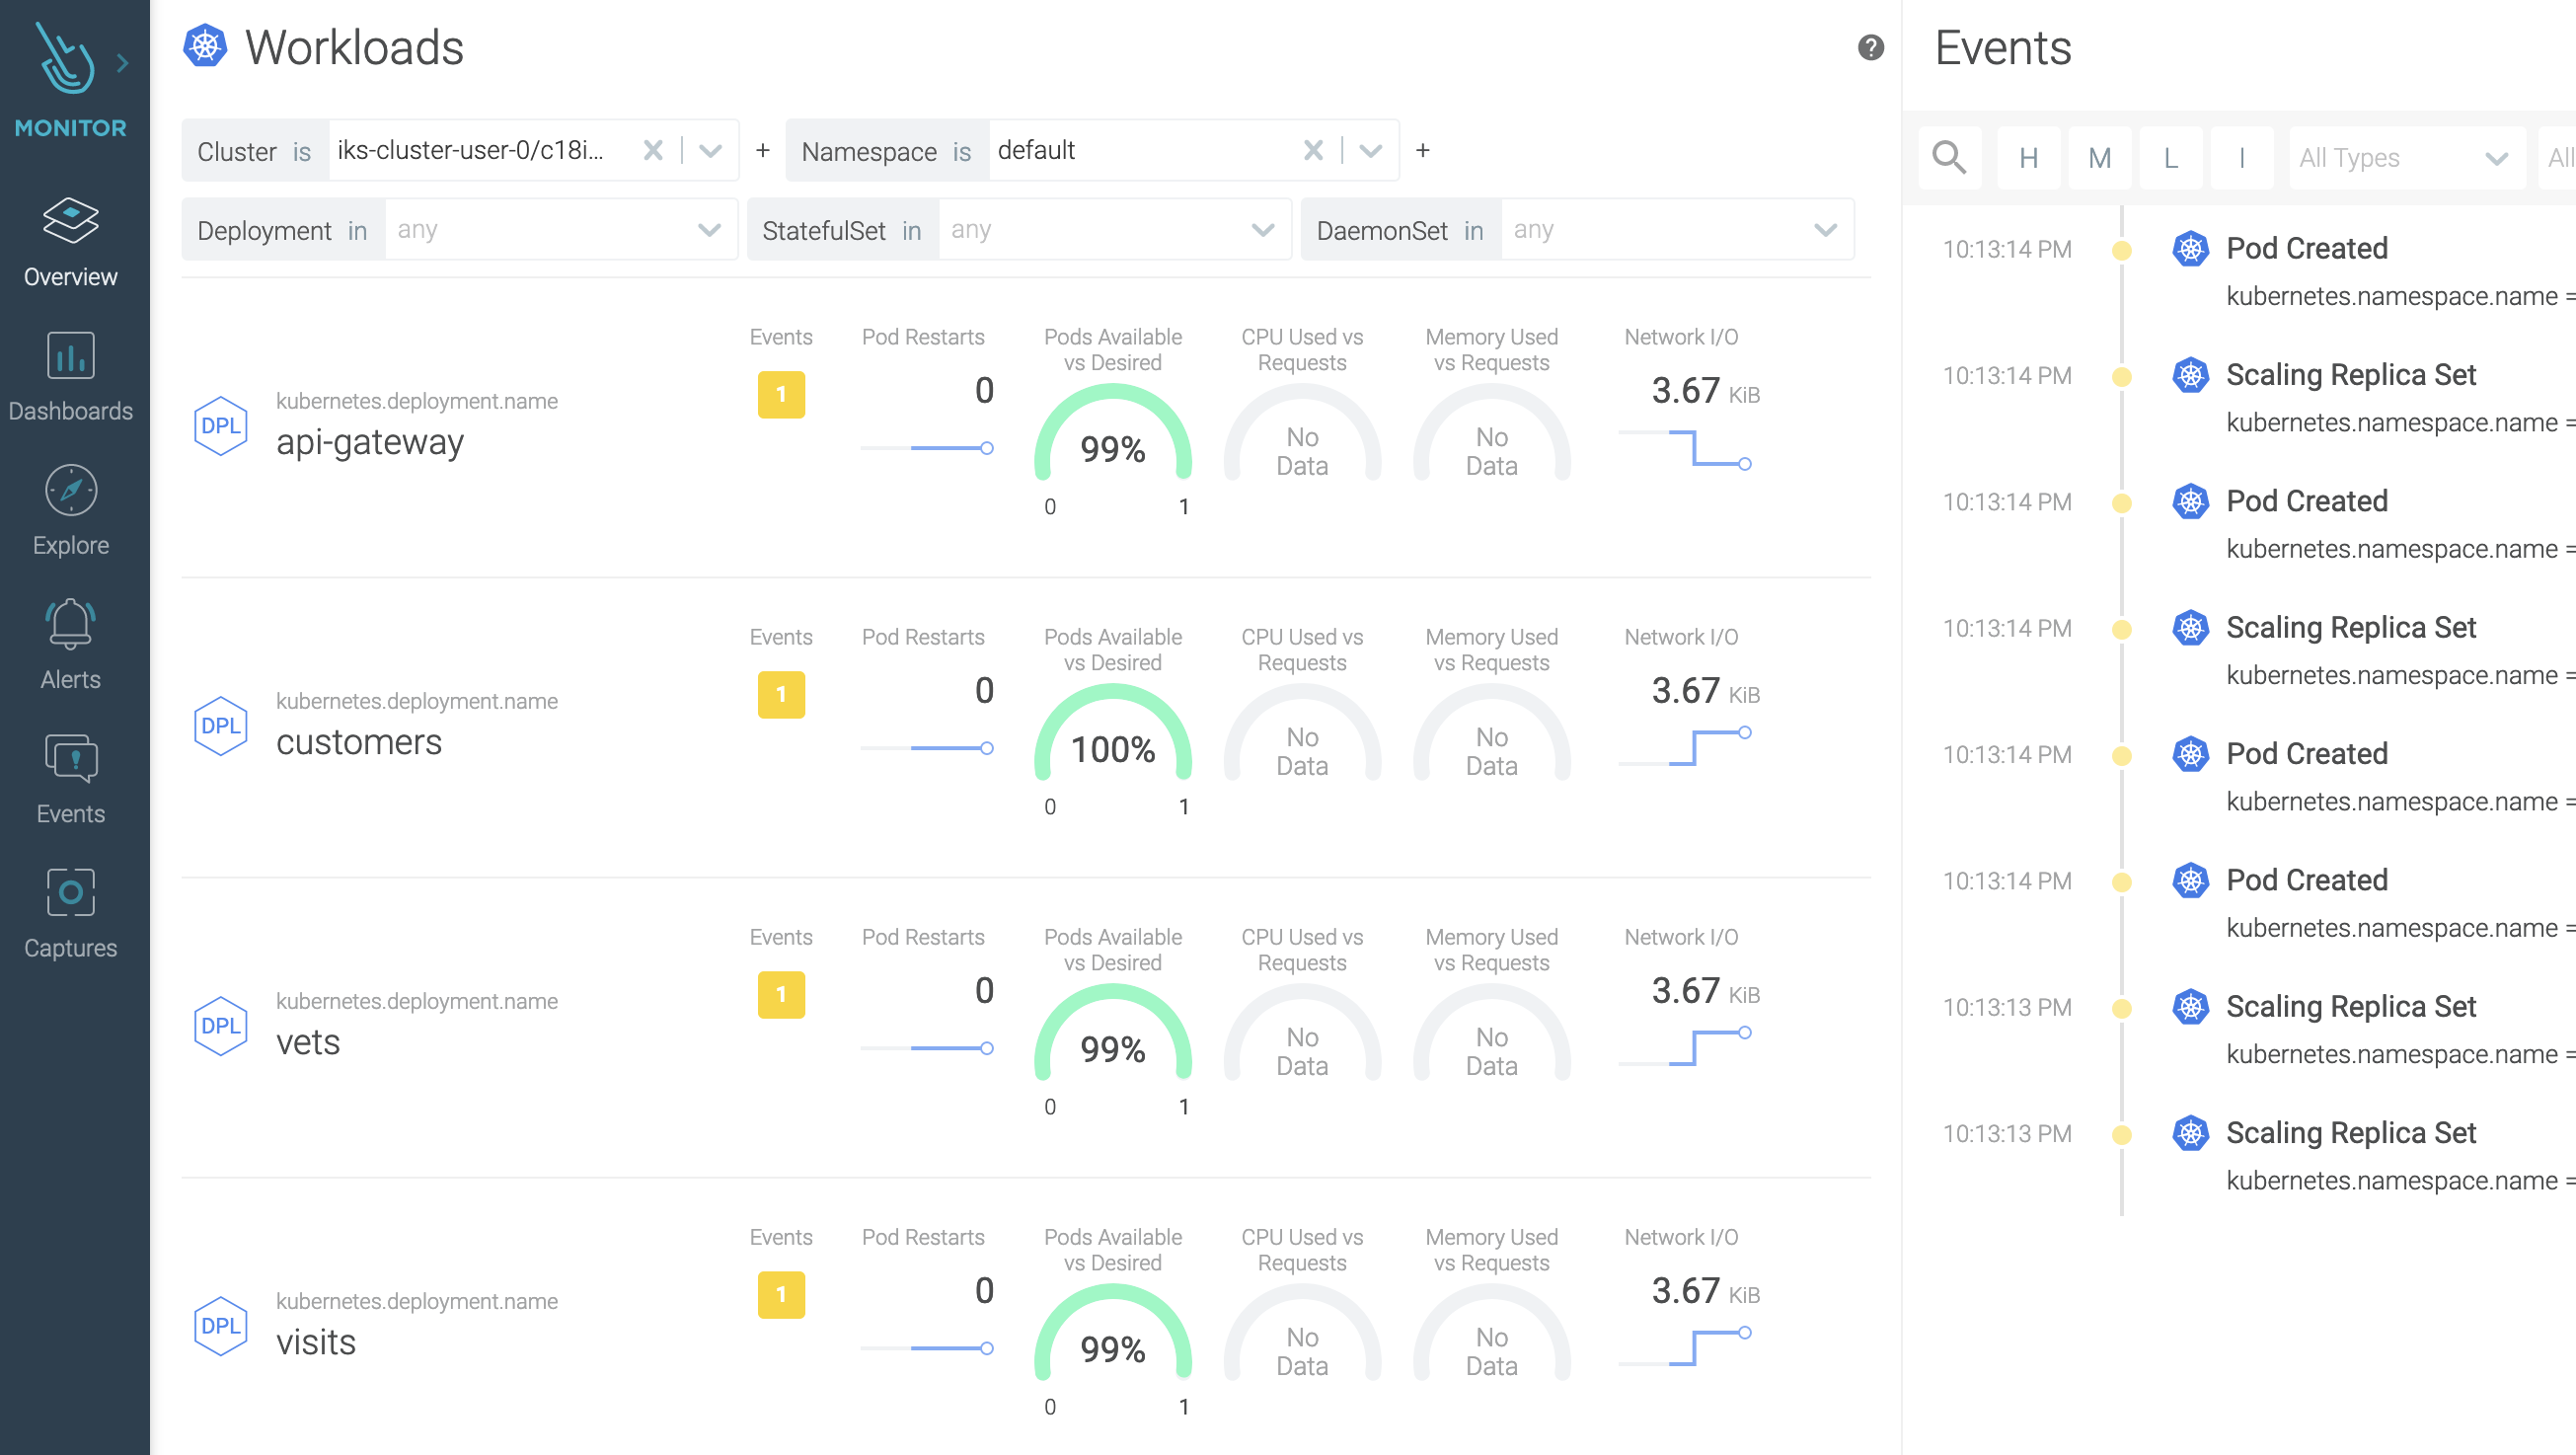 MONITOR
Overview
Dashboards
Explore
Alerts
Events
Captures
Workloads
?
Cluster is iks-cluster-user-0/c18i... + Namespace is default +
Deployment in any StatefulSet in any DaemonSet in any
Events Pod Restarts Pods Available vs Desired CPU Used vs Requests Memory Used vs Requests Network I/O
DPL
kubernetes.deployment.name
api-gateway
1
0
99%
0 1
No Data
No Data
3.67 KiB
Events Pod Restarts Pods Available vs Desired CPU Used vs Requests Memory Used vs Requests Network I/O
DPL
kubernetes.deployment.name
customers
1
0
100%
0 1
No Data
No Data
3.67 KiB
Events Pod Restarts Pods Available vs Desired CPU Used vs Requests Memory Used vs Requests Network I/O
DPL
kubernetes.deployment.name
vets
1
0
99%
0 1
No Data
No Data
3.67 KiB
Events Pod Restarts Pods Available vs Desired CPU Used vs Requests Memory Used vs Requests Network I/O
DPL
kubernetes.deployment.name
visits
1
0
99%
0 1
No Data
No Data
3.67 KiB
Events
H M L I All Types All
10:13:14 PM Pod Created
kubernetes.namespace.name =
10:13:14 PM Scaling Replica Set
kubernetes.namespace.name =
10:13:14 PM Pod Created
kubernetes.namespace.name =
10:13:14 PM Scaling Replica Set
kubernetes.namespace.name =
10:13:14 PM Pod Created
kubernetes.namespace.name =
10:13:14 PM Pod Created
kubernetes.namespace.name =
10:13:13 PM Scaling Replica Set
kubernetes.namespace.name =
10:13:13 PM Scaling Replica Set
kubernetes.namespace.name =